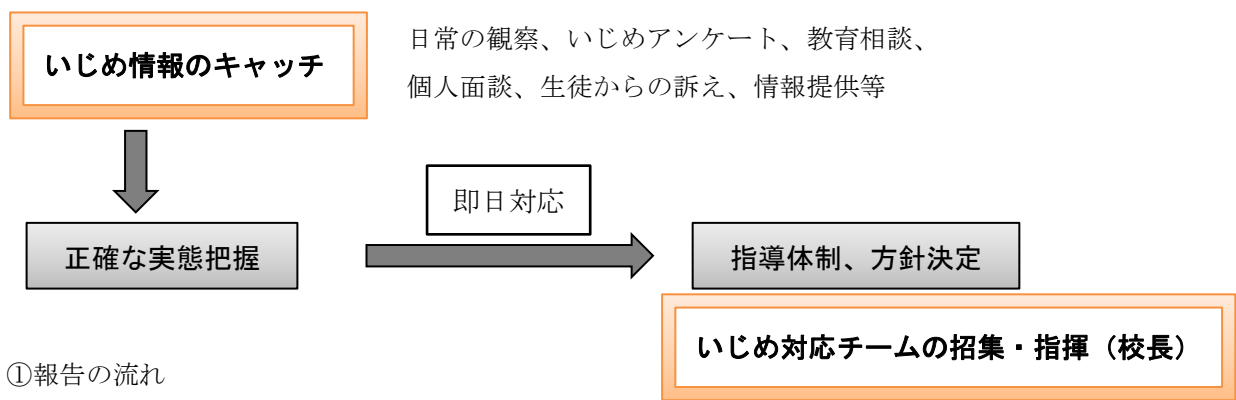 いじめ情報のキャッチ
日常の観察、いじめアンケート、教育相談、
個人面談、生徒からの訴え、情報提供等
即日対応
正確な実態把握
指導体制、方針決定
いじめ対応チームの招集・指揮（校長）
①報告の流れ